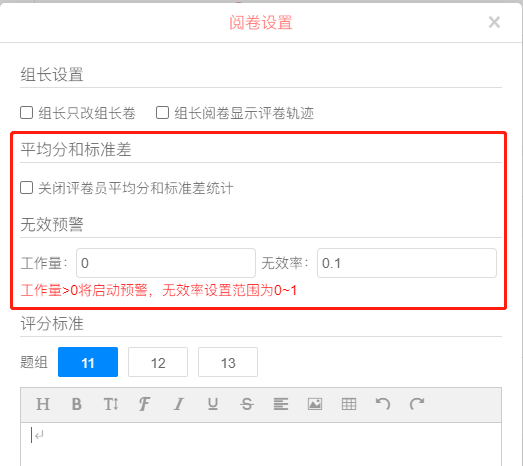 阅卷设置
组长设置
组长只改组长卷 组长阅卷显示评卷轨迹
平均分和标准差
关闭评卷员平均分和标准差统计
无效预警
工作量： 0 无效率： 0.1
工作量>0将启动预警，无效率设置范围为0~1
评分标准
题组 11 12 13